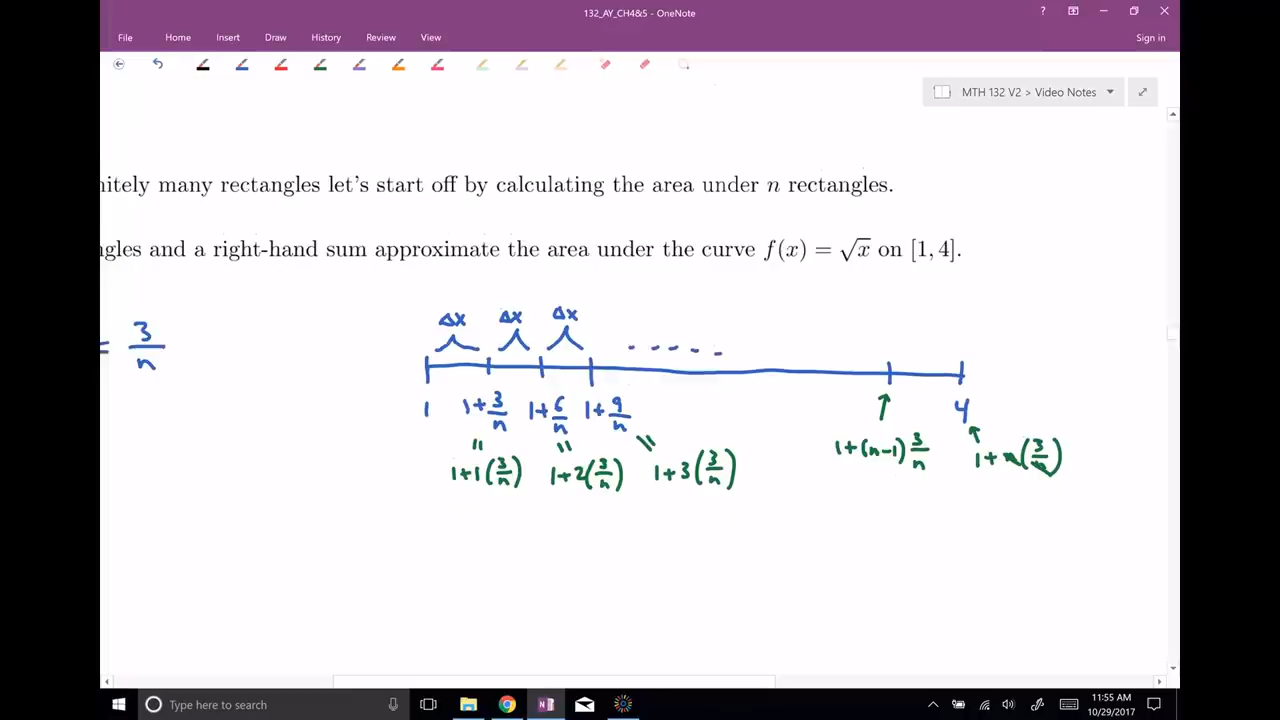 132_AY_CH4&5 - OneNote
?
File Home Insert Draw History Review View
Sign in
MTH 132 V2 > Video Notes
nitely many rectangles let's start off by calculating the area under n rectangles.
ngles and a right-hand sum approximate the area under the curve f(x) = √x on [1, 4].
Δx Δx Δx
= 3/n
1 1+3/n 1+6/n 1+9/n 4
= = =
1+1(3/n) 1+2(3/n) 1+3(3/n) 1+(n-1)3/n 1+n(3/n)
Type here to search
11:55 AM
10/29/2017